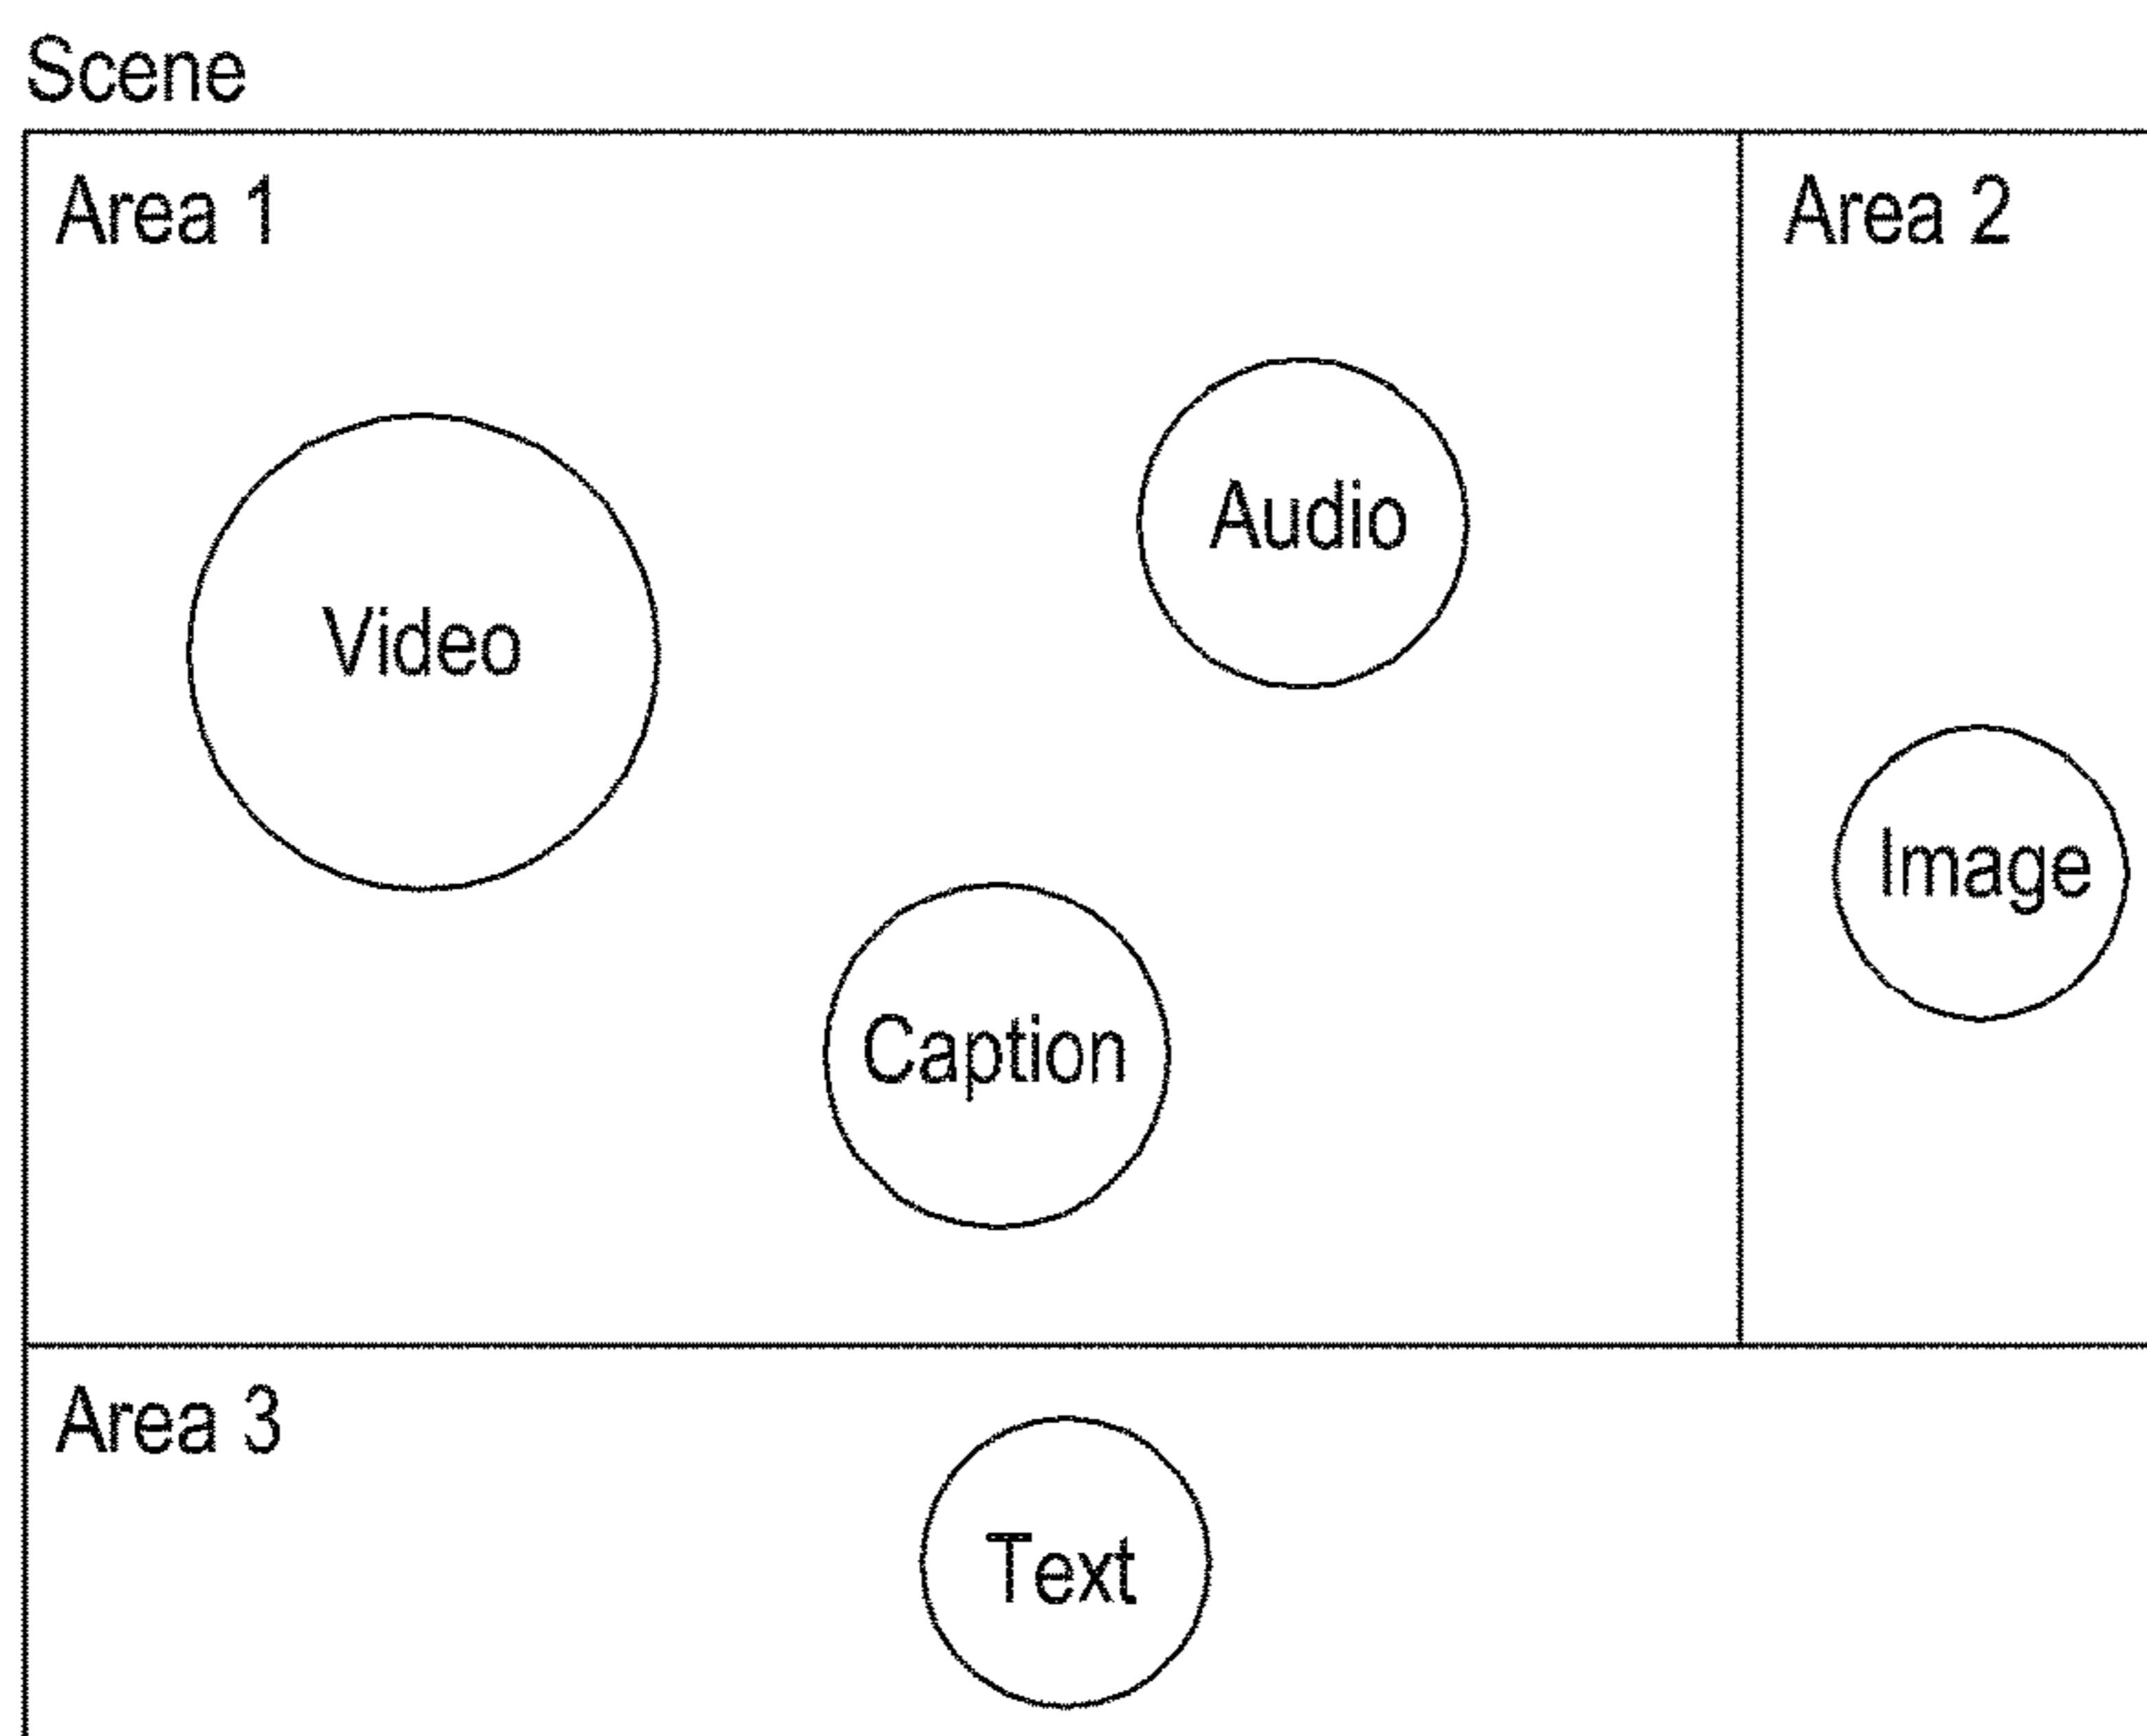 Scene
Area 1
Area 2
Audio
Video
Image
Caption
Area 3
Text